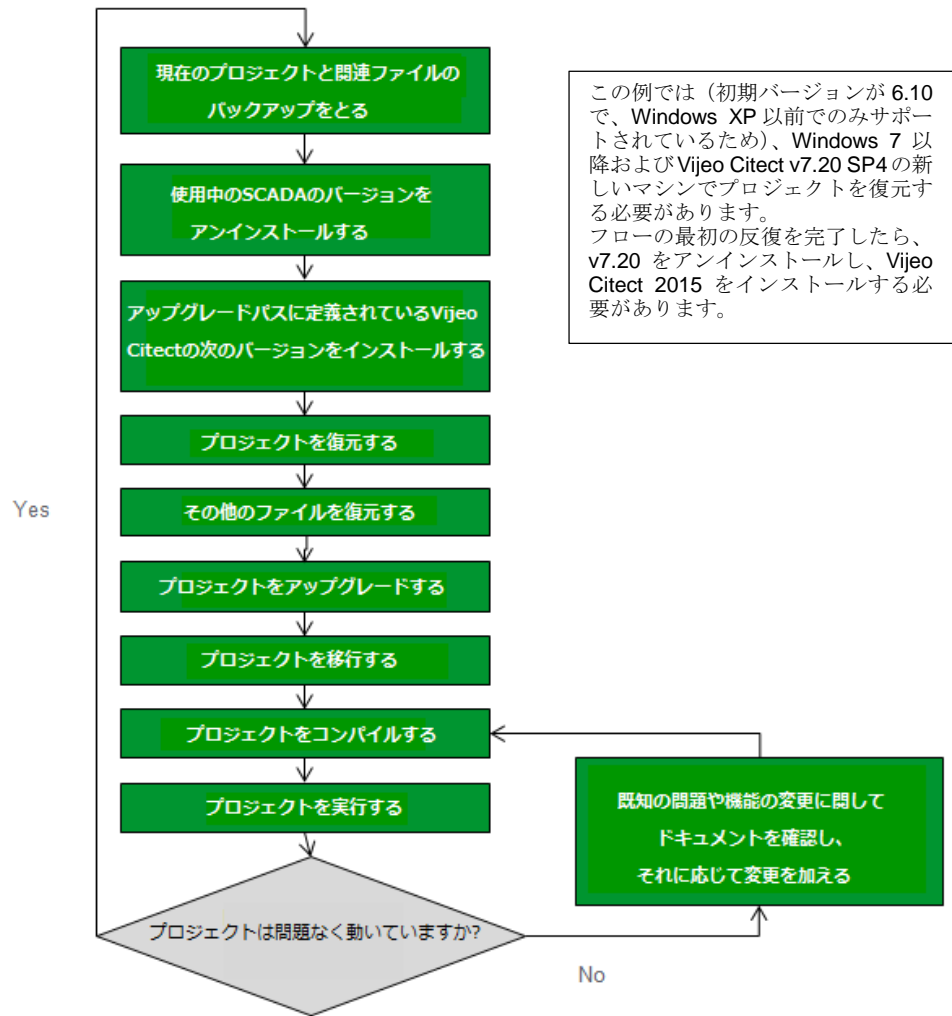 現在のプロジェクトと関連ファイルの
バックアップをとる
使用中のSCADAのバージョンを
アンインストールする
アップグレードパスに定義されているVijeo
Citectの次のバージョンをインストールする
プロジェクトを復元する
その他のファイルを復元する
プロジェクトをアップグレードする
プロジェクトを移行する
プロジェクトをコンパイルする
プロジェクトを実行する
プロジェクトは問題なく動いていますか?
Yes
No
既知の問題や機能の変更に関して
ドキュメントを確認し、
それに応じて変更を加える
この例では（初期バージョンが 6.10
で、Windows XP 以前でのみサポー
トされているため）、Windows 7 以
降および Vijeo Citect v7.20 SP4 の新
しいマシンでプロジェクトを復元す
る必要があります。
フローの最初の反復を完了したら、
v7.20 をアンインストールし、Vijeo
Citect 2015 をインストールする必
要があります。